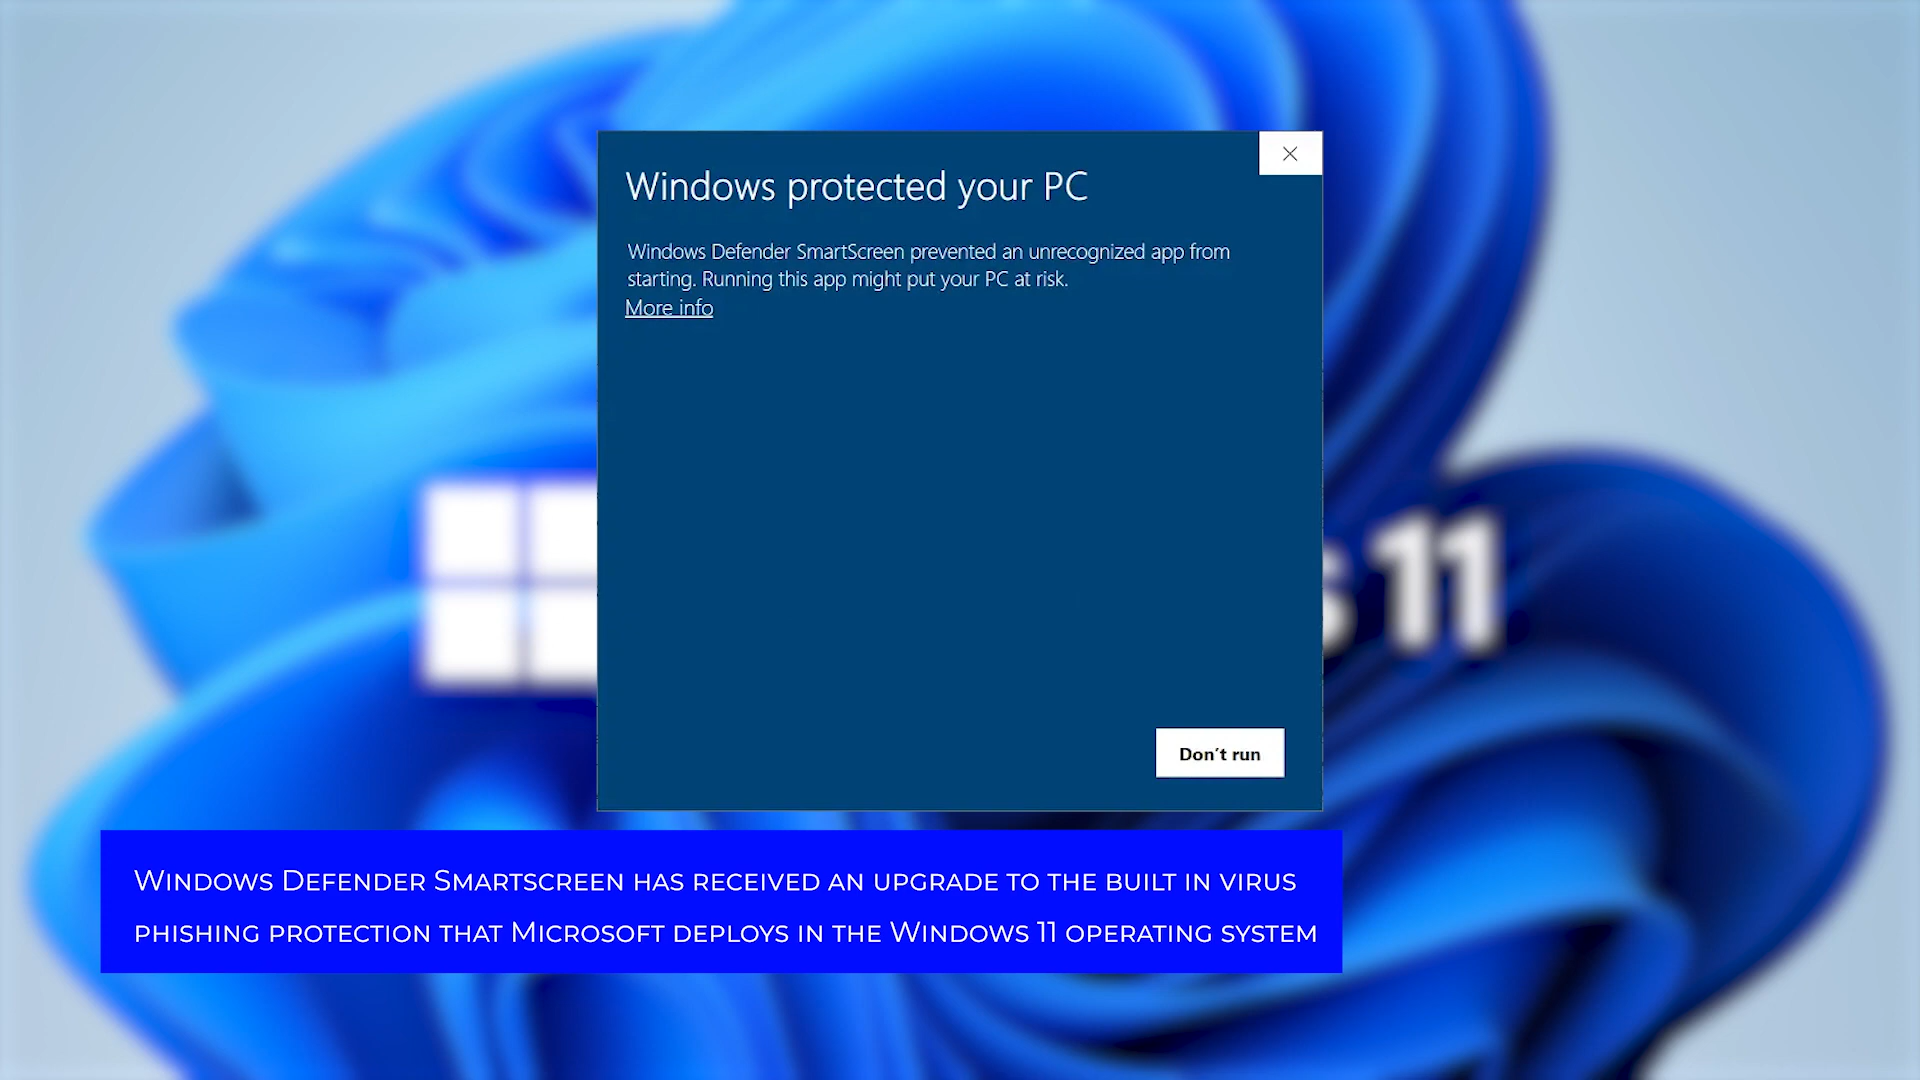 Windows protected your PC
Windows Defender SmartScreen prevented an unrecognized app from
starting. Running this app might put your PC at risk.
More info
s 11
Don't run
Windows Defender Smartscreen has received an upgrade to the built in virus
phishing protection that Microsoft deploys in the Windows 11 operating system